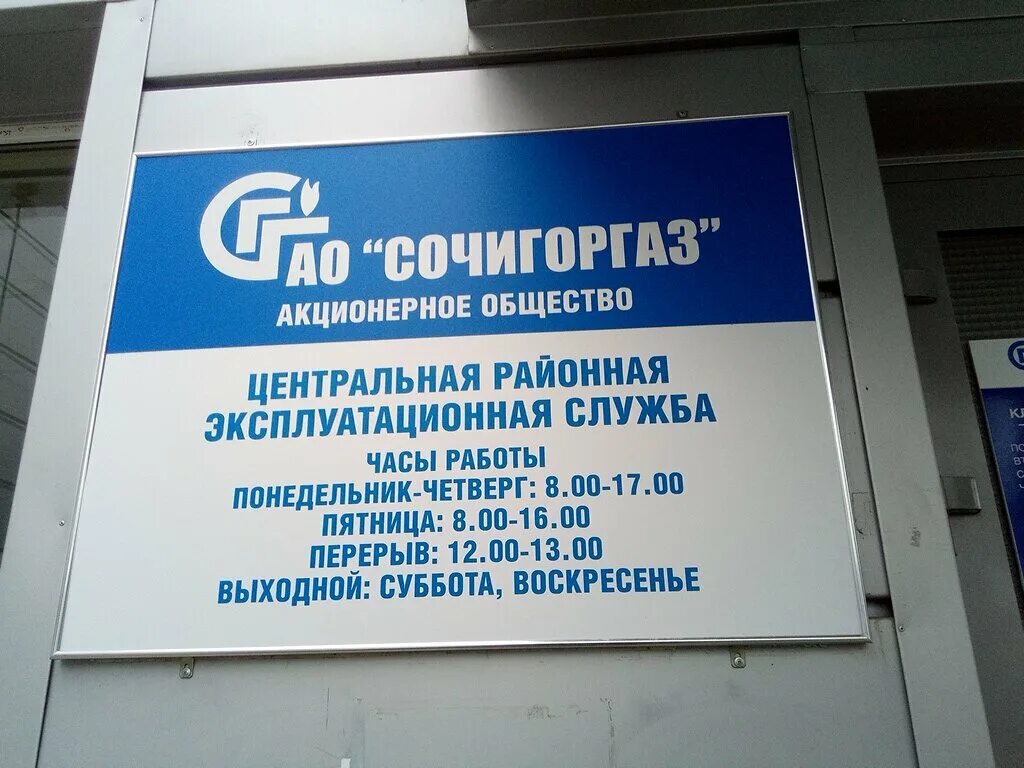 АО "СОЧИГОРГАЗ"
АКЦИОНЕРНОЕ ОБЩЕСТВО
ЦЕНТРАЛЬНАЯ РАЙОННАЯ
ЭКСПЛУАТАЦИОННАЯ СЛУЖБА
ЧАСЫ РАБОТЫ
ПОНЕДЕЛЬНИК-ЧЕТВЕРГ: 8.00-17.00
ПЯТНИЦА: 8.00-16.00
ПЕРЕРЫВ: 12.00-13.00
ВЫХОДНОЙ: СУББОТА, ВОСКРЕСЕНЬЕ